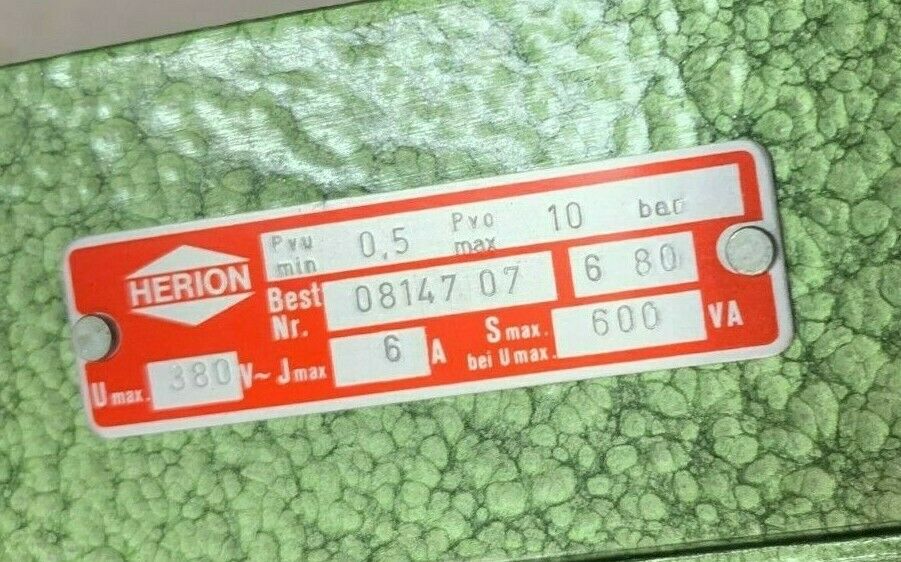 HERION
Pvu min 0,5 Pvo max 10 bar
Best Nr. 08147 07 6 80
U max. 380 V~ J max 6 A S max. bei U max. 600 VA